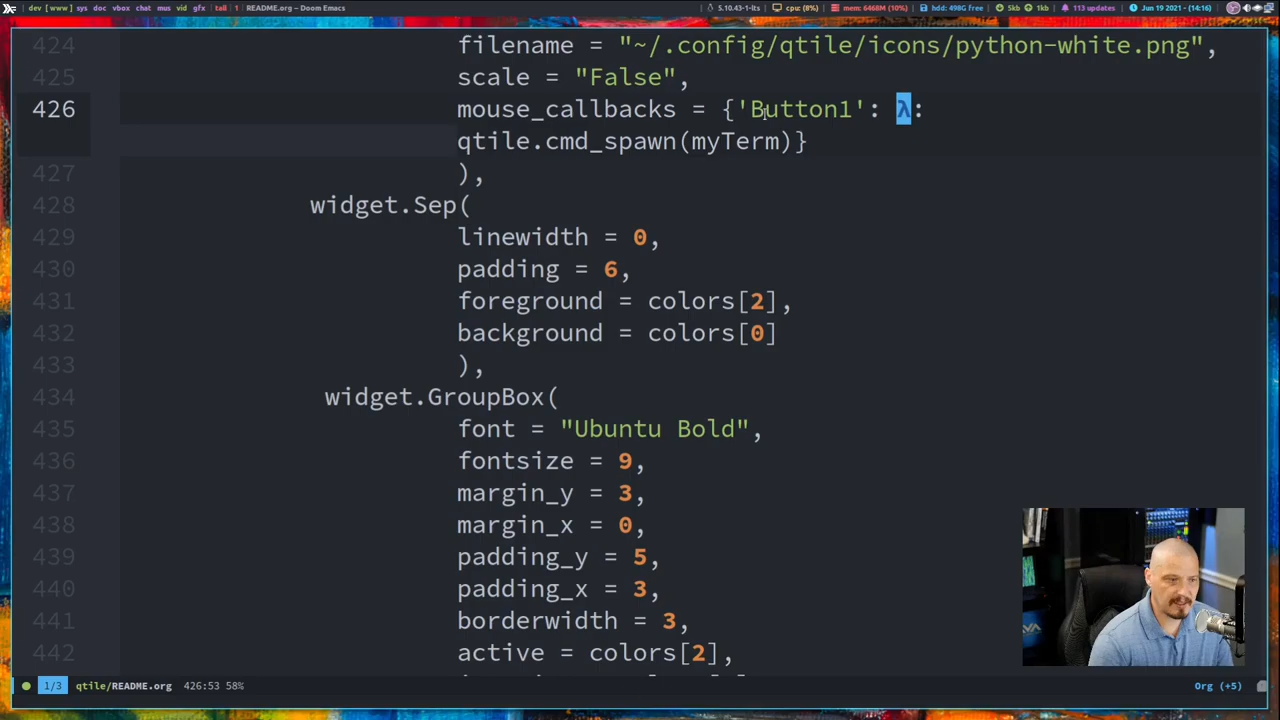 dev [ www ] sys doc vbox chat mus vid gfx | tall | 1 | README.org – Doom Emacs
5.10.43-1-lts | cpu: (8%) | mem: 6468M (10%) | hdd: 498G free | 5kb 1kb | 113 updates | Jun 19 2021 - (14:16)
424 filename = "~/.config/qtile/icons/python-white.png",
425 scale = "False",
426 mouse_callbacks = {'Button1': λ:
qtile.cmd_spawn(myTerm)}
427 ),
428 widget.Sep(
429 linewidth = 0,
430 padding = 6,
431 foreground = colors[2],
432 background = colors[0]
433 ),
434 widget.GroupBox(
435 font = "Ubuntu Bold",
436 fontsize = 9,
437 margin_y = 3,
438 margin_x = 0,
439 padding_y = 5,
440 padding_x = 3,
441 borderwidth = 3,
442 active = colors[2],
1/3 qtile/README.org 426:53 58% Org (+5)